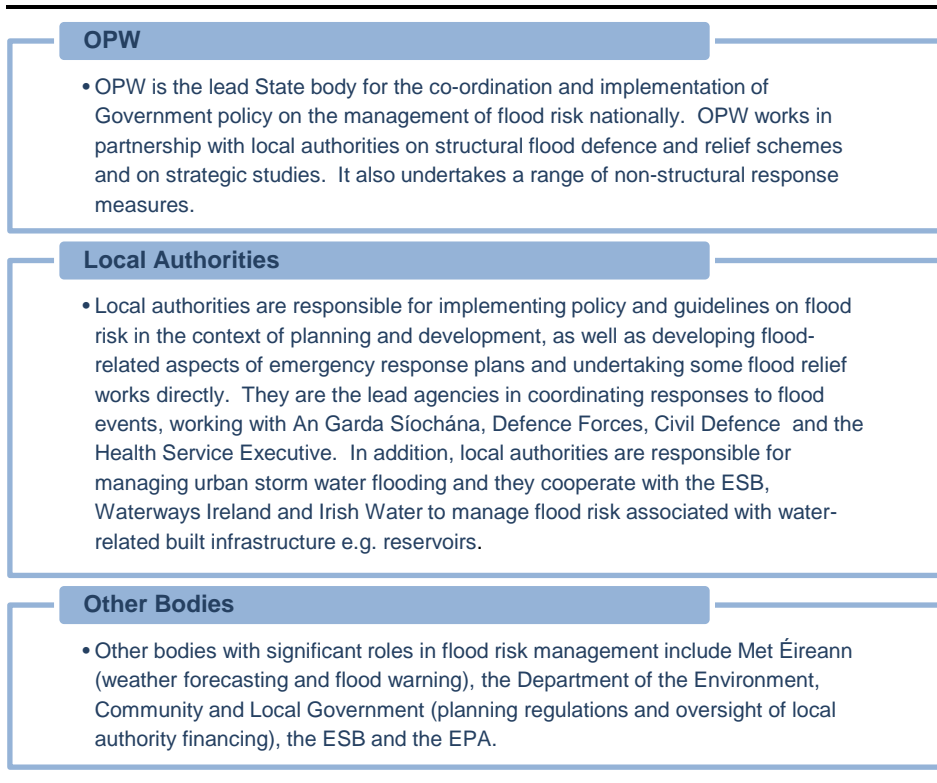 OPW
• OPW is the lead State body for the co-ordination and implementation of
Government policy on the management of flood risk nationally.  OPW works in
partnership with local authorities on structural flood defence and relief schemes
and on strategic studies.  It also undertakes a range of non-structural response
measures.
Local Authorities
• Local authorities are responsible for implementing policy and guidelines on flood
risk in the context of planning and development, as well as developing flood-
related aspects of emergency response plans and undertaking some flood relief
works directly.  They are the lead agencies in coordinating responses to flood
events, working with An Garda Síochána, Defence Forces, Civil Defence  and the
Health Service Executive.  In addition, local authorities are responsible for
managing urban storm water flooding and they cooperate with the ESB,
Waterways Ireland and Irish Water to manage flood risk associated with water-
related built infrastructure e.g. reservoirs.
Other Bodies
• Other bodies with significant roles in flood risk management include Met Éireann
(weather forecasting and flood warning), the Department of the Environment,
Community and Local Government (planning regulations and oversight of local
authority financing), the ESB and the EPA.